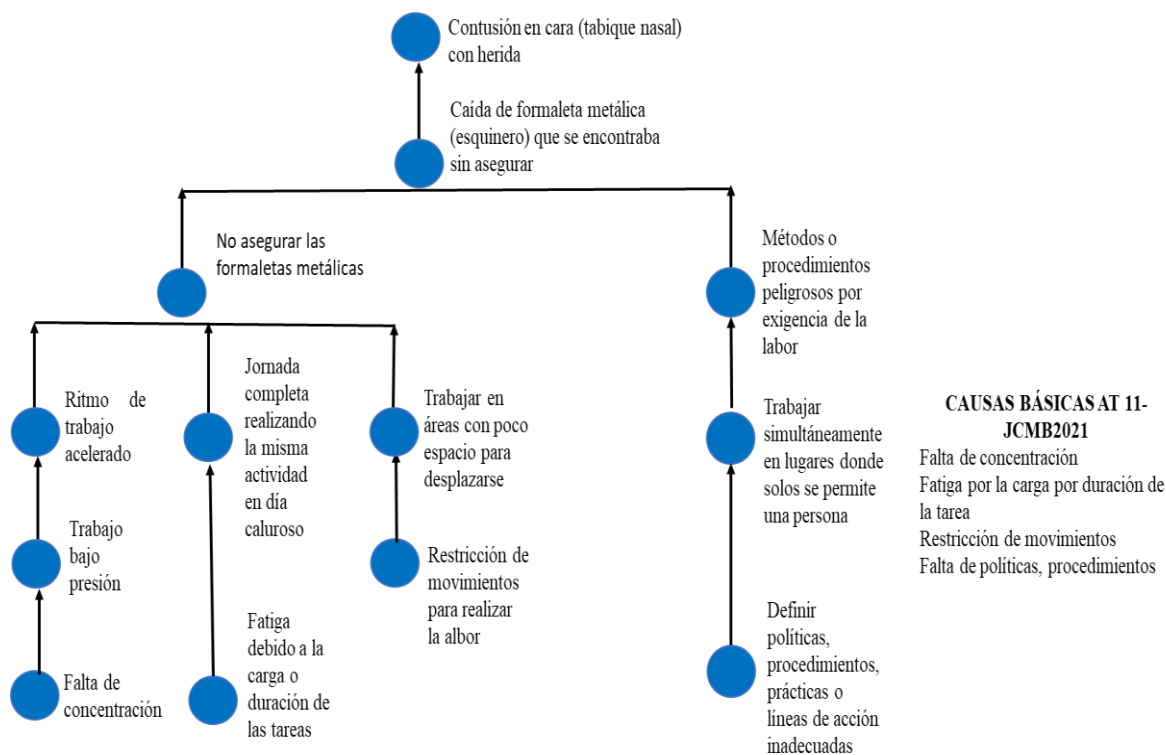 Contusión en cara (tabique nasal)
con herida
Caída de formaleta metálica
(esquinero) que se encontraba
sin asegurar
No asegurar las
formaletas metálicas
Métodos o
procedimientos
peligrosos por
exigencia de la
labor
Ritmo de
trabajo
acelerado
Jornada
completa
realizando
la misma
actividad
en día
caluroso
Trabajar en
áreas con poco
espacio para
desplazarse
Trabajar
simultáneamente
en lugares donde
solos se permite
una persona
Trabajo
bajo
presión
Restricción de
movimientos
para realizar
la albor
Falta de
concentración
Fatiga
debido a la
carga o
duración de
las tareas
Definir
políticas,
procedimientos,
prácticas o
líneas de acción
inadecuadas
CAUSAS BÁSICAS AT 11-
JCMB2021
Falta de concentración
Fatiga por la carga por duración de
la tarea
Restricción de movimientos
Falta de políticas, procedimientos